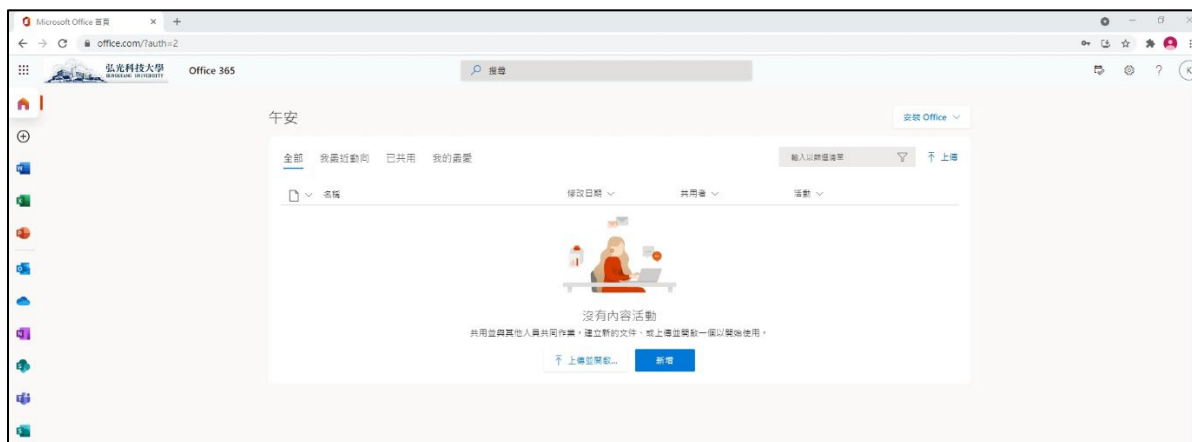 Microsoft Office 首頁
office.com/?auth=2
弘光科技大學 Office 365 搜尋
HUNGKUANG UNIVERSITY
午安
安裝 Office
全部 我最近動向 已共用 我的最愛 輸入以篩選清單 上傳
名稱 修改日期 共用者 活動
沒有內容活動
共用並與其他人員共同作業。建立新的文件，或上傳並開啟一個以開始使用。
上傳並開啟... 新增